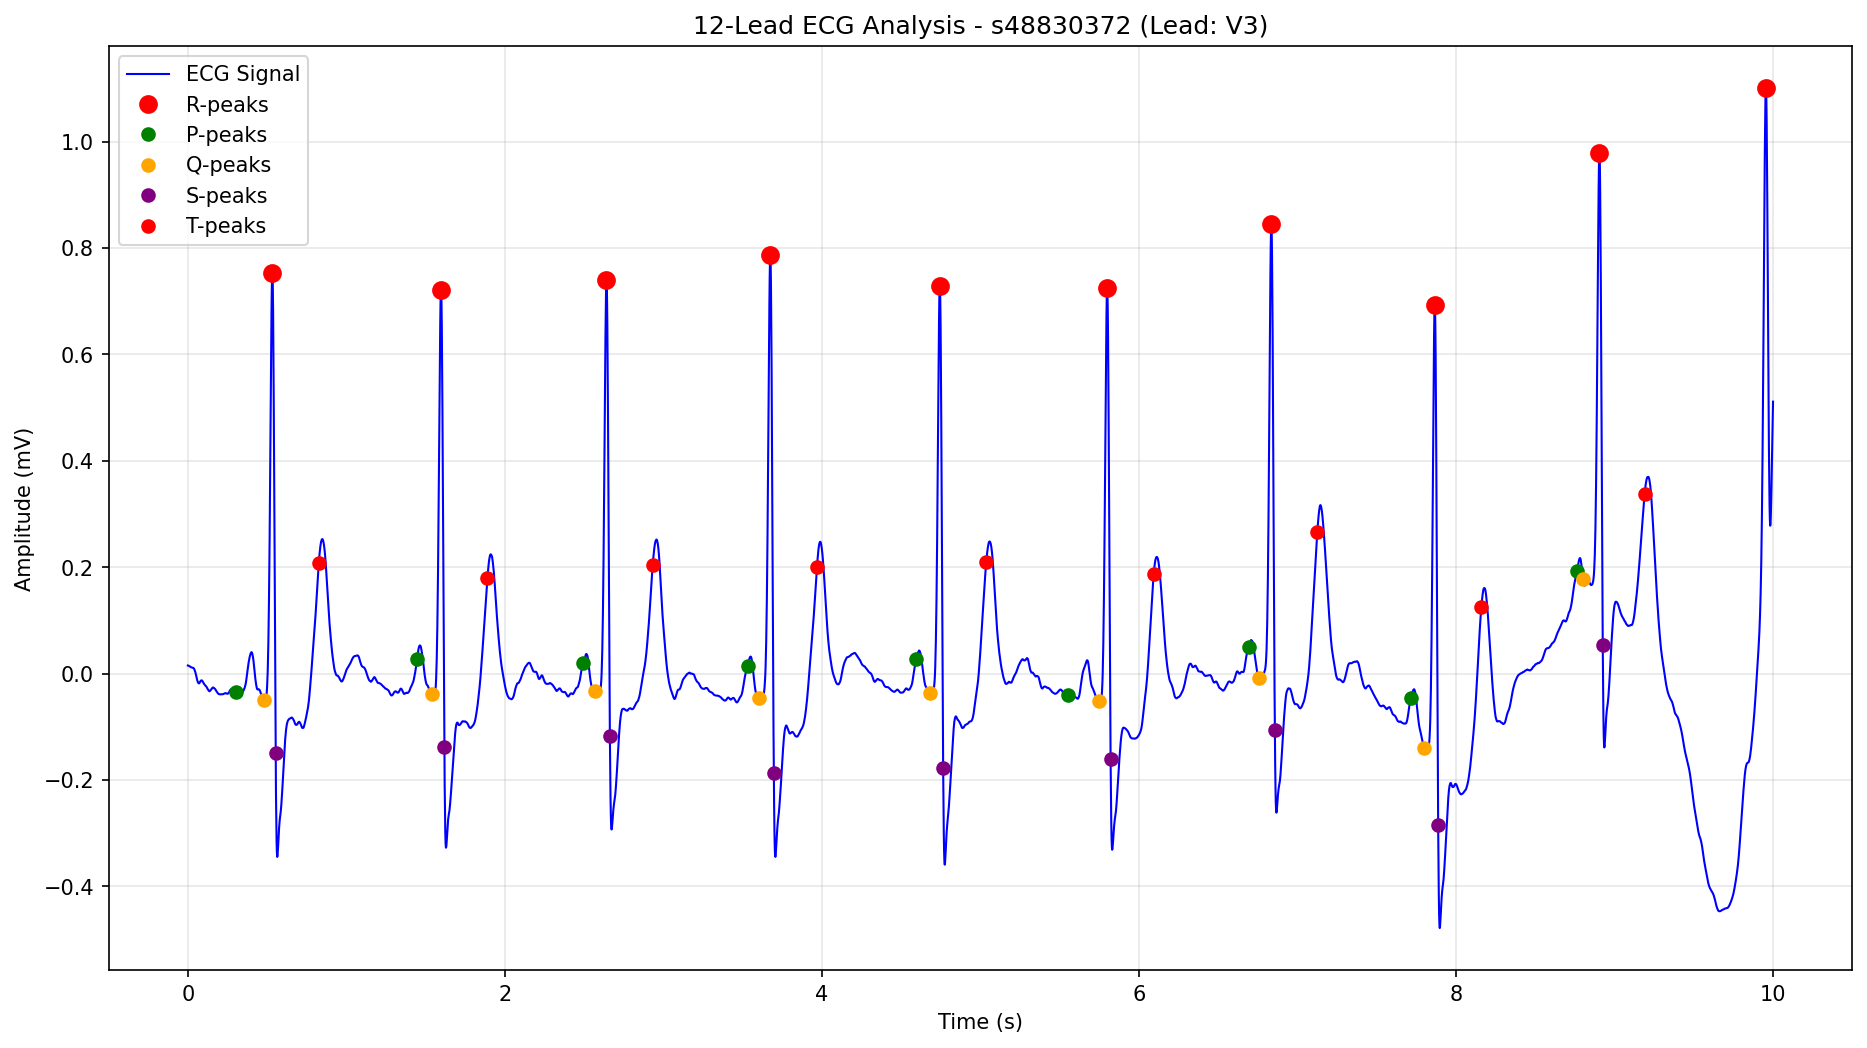 12-Lead ECG Analysis - s48830372 (Lead: V3)
ECG Signal
R-peaks
P-peaks
Q-peaks
S-peaks
T-peaks
Amplitude (mV)
1.0
0.8
0.6
0.4
0.2
0.0
−0.2
−0.4
0 2 4 6 8 10
Time (s)